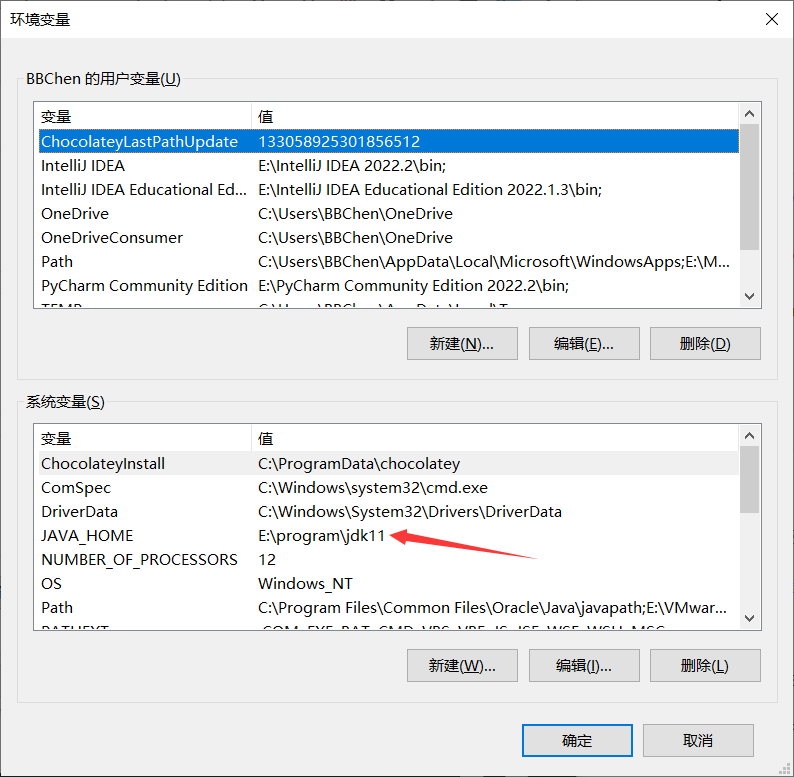 环境变量
BBChen 的用户变量(U)
变量 值
ChocolateyLastPathUpdate 133058925301856512
IntelliJ IDEA E:\IntelliJ IDEA 2022.2\bin;
IntelliJ IDEA Educational Ed... E:\IntelliJ IDEA Educational Edition 2022.1.3\bin;
OneDrive C:\Users\BBChen\OneDrive
OneDriveConsumer C:\Users\BBChen\OneDrive
Path C:\Users\BBChen\AppData\Local\Microsoft\WindowsApps;E:\M...
PyCharm Community Edition E:\PyCharm Community Edition 2022.2\bin;
新建(N)... 编辑(E)... 删除(D)
系统变量(S)
变量 值
ChocolateyInstall C:\ProgramData\chocolatey
ComSpec C:\Windows\system32\cmd.exe
DriverData C:\Windows\System32\Drivers\DriverData
JAVA_HOME E:\program\jdk11
NUMBER_OF_PROCESSORS 12
OS Windows_NT
Path C:\Program Files\Common Files\Oracle\Java\javapath;E:\VMwar...
新建(W)... 编辑(I)... 删除(L)
确定 取消